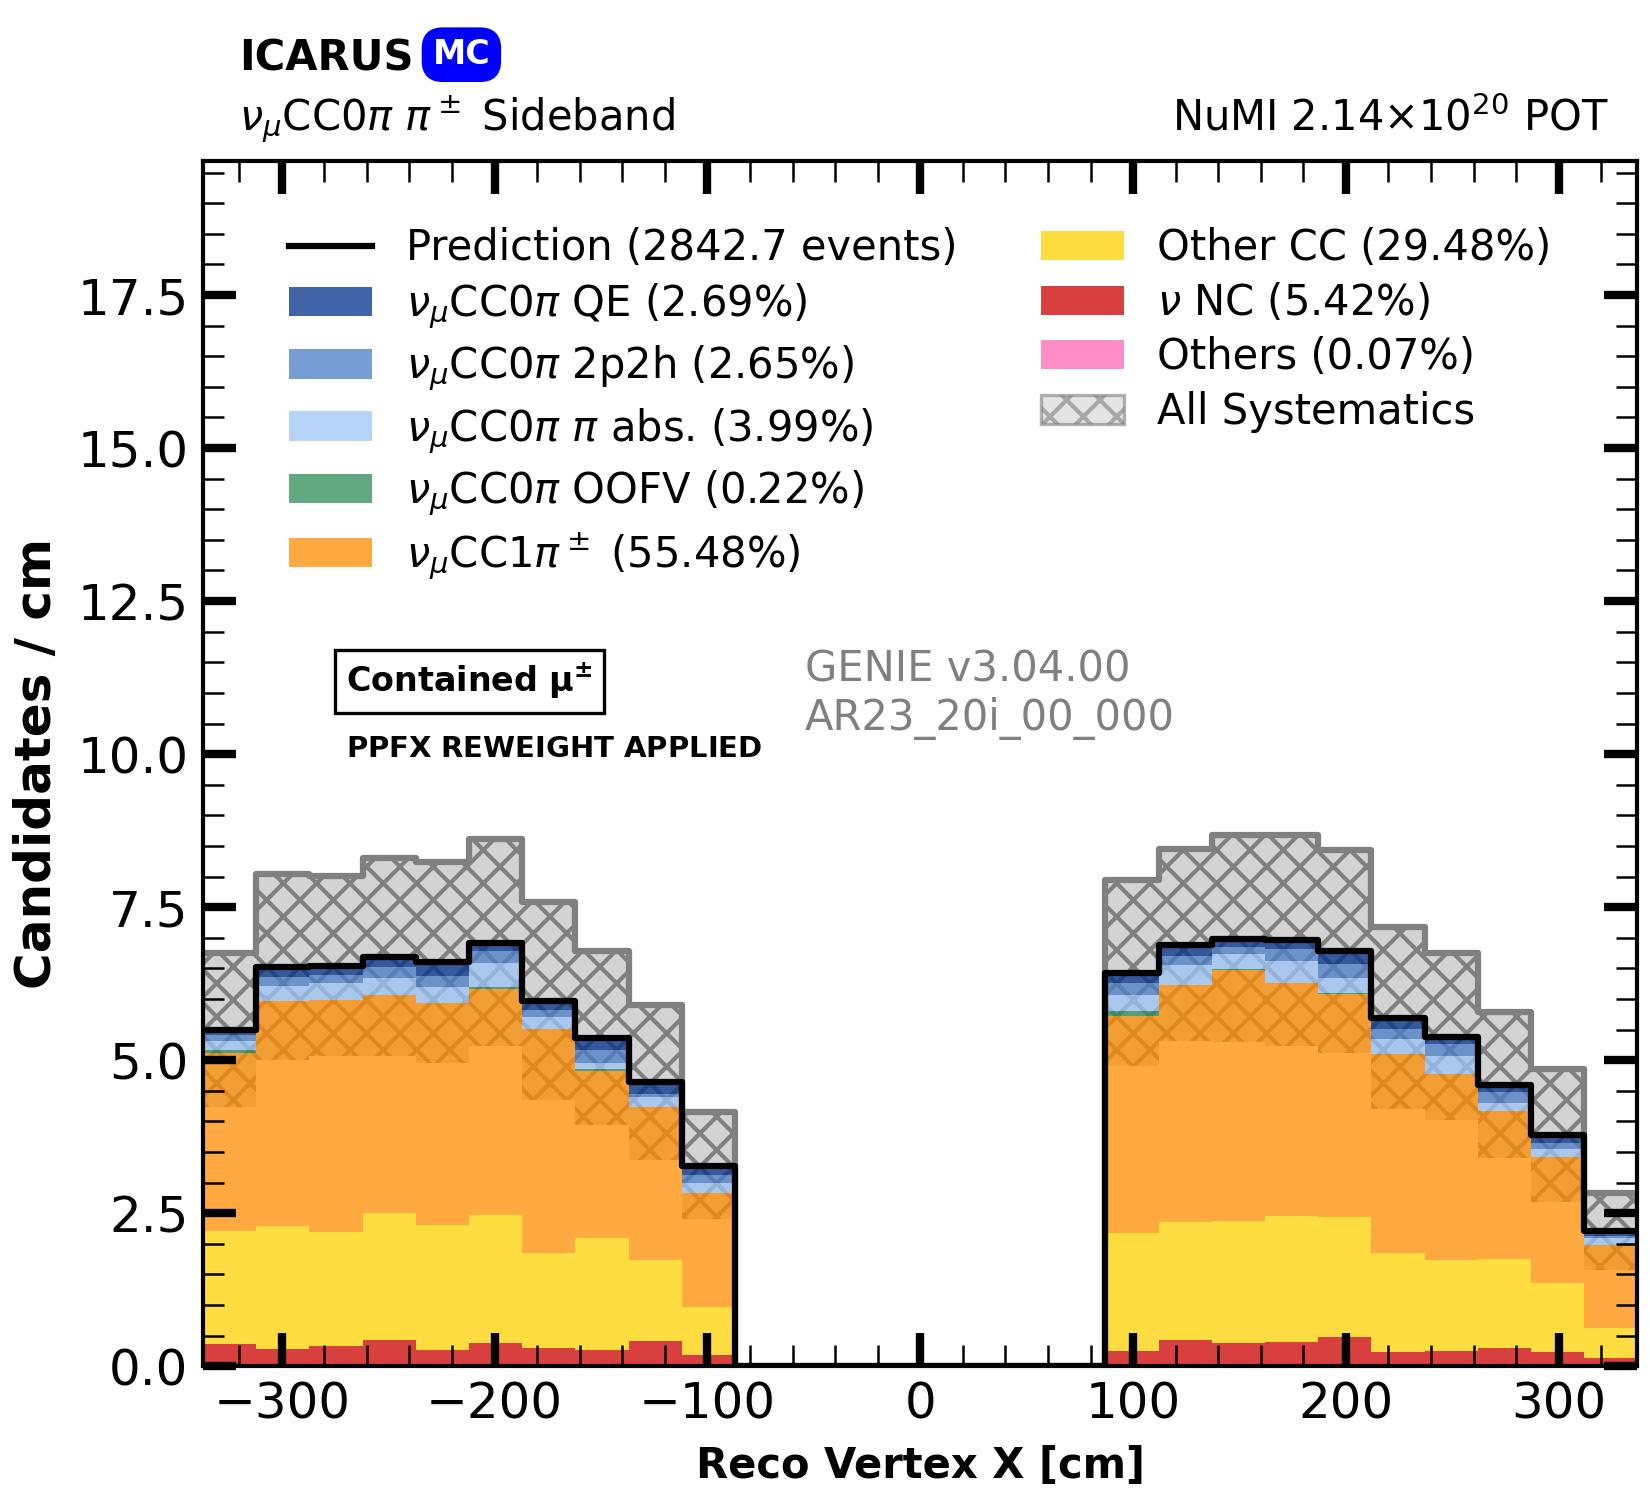 ICARUS MC
νμCC0π π± Sideband
NuMI 2.14×10²⁰ POT
Prediction (2842.7 events)
νμCC0π QE (2.69%)
νμCC0π 2p2h (2.65%)
νμCC0π π abs. (3.99%)
νμCC0π OOFV (0.22%)
νμCC1π± (55.48%)
Other CC (29.48%)
ν NC (5.42%)
Others (0.07%)
All Systematics
Contained μ±
PPFX REWEIGHT APPLIED
GENIE v3.04.00
AR23_20i_00_000
Candidates / cm
17.5
15.0
12.5
10.0
7.5
5.0
2.5
0.0
−300 −200 −100 0 100 200 300
Reco Vertex X [cm]